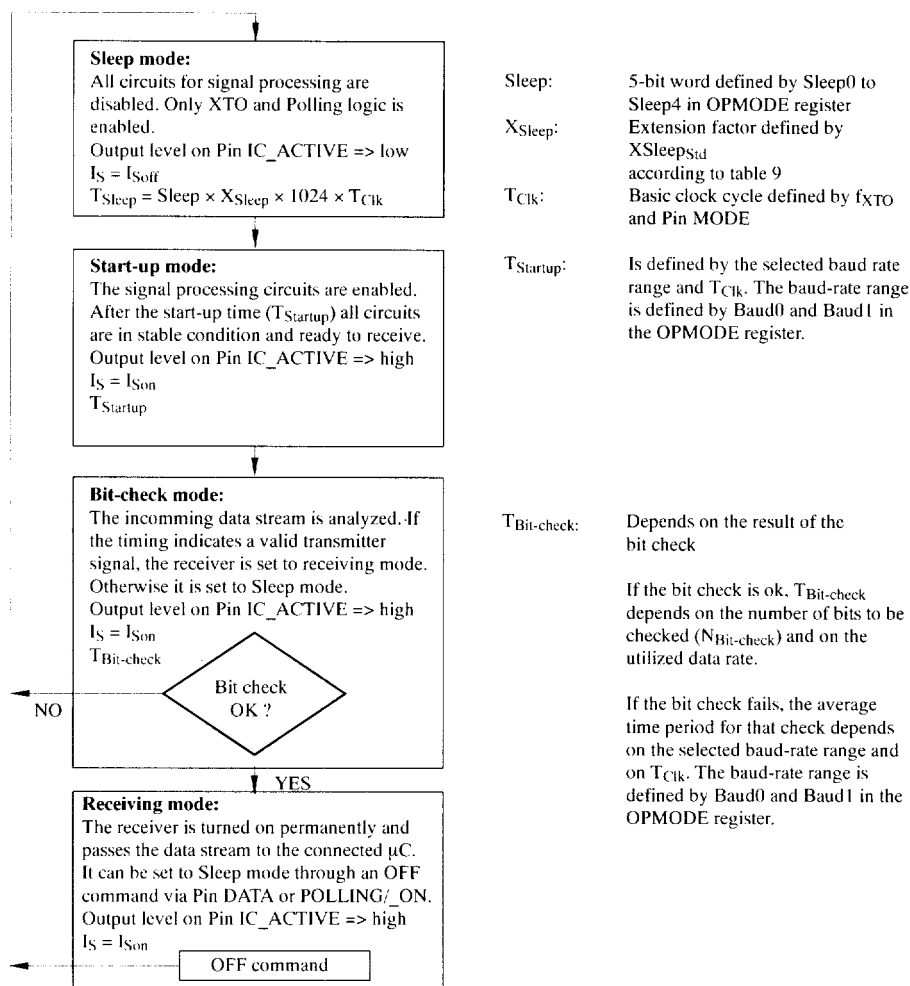 Sleep mode:
All circuits for signal processing are
disabled. Only XTO and Polling logic is
enabled.
Output level on Pin IC_ACTIVE => low
IS = ISoff
TSleep = Sleep × XSleep × 1024 × TClk
Sleep: 5-bit word defined by Sleep0 to
Sleep4 in OPMODE register
XSleep: Extension factor defined by
XSleepStd
according to table 9
TClk: Basic clock cycle defined by fXTO
and Pin MODE
Start-up mode:
The signal processing circuits are enabled.
After the start-up time (TStartup) all circuits
are in stable condition and ready to receive.
Output level on Pin IC_ACTIVE => high
IS = ISon
TStartup
TStartup: Is defined by the selected baud rate
range and TClk. The baud-rate range
is defined by Baud0 and Baud1 in
the OPMODE register.
Bit-check mode:
The incomming data stream is analyzed. If
the timing indicates a valid transmitter
signal, the receiver is set to receiving mode.
Otherwise it is set to Sleep mode.
Output level on Pin IC_ACTIVE => high
IS = ISon
TBit-check
Bit check
OK ?
NO
YES
TBit-check: Depends on the result of the
bit check
If the bit check is ok, TBit-check
depends on the number of bits to be
checked (NBit-check) and on the
utilized data rate.
If the bit check fails, the average
time period for that check depends
on the selected baud-rate range and
on TClk. The baud-rate range is
defined by Baud0 and Baud1 in the
OPMODE register.
Receiving mode:
The receiver is turned on permanently and
passes the data stream to the connected µC.
It can be set to Sleep mode through an OFF
command via Pin DATA or POLLING/_ON.
Output level on Pin IC_ACTIVE => high
IS = ISon
OFF command